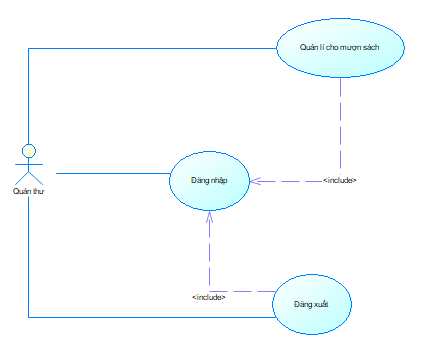 Quản lí cho mượn sách
Đăng nhập
<include>
Quản thư
<include>
Đăng xuất